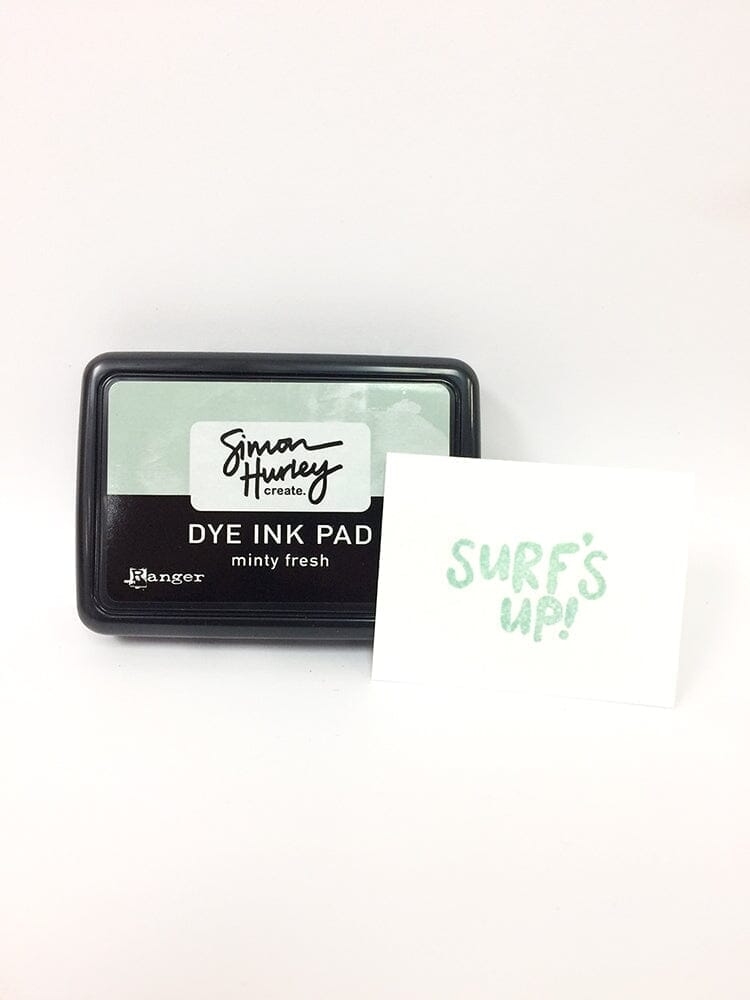 Simon
Hurley
create.
DYE INK PAD
minty fresh
Ranger
SURF'S
UP!